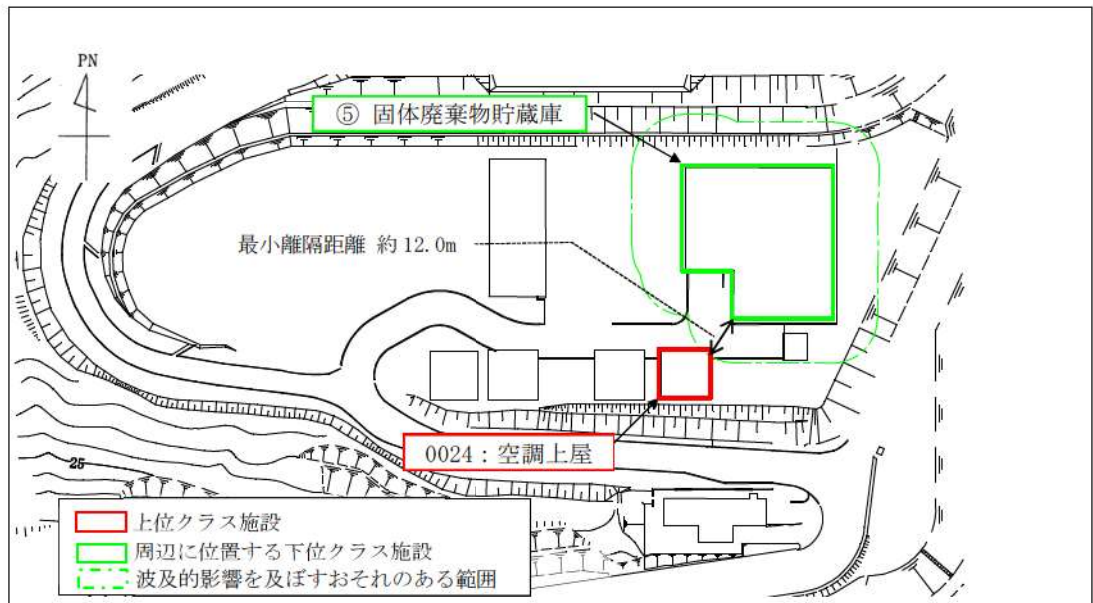 PN
⑤ 固体廃棄物貯蔵庫
最小離隔距離 約12.0m
0024:空調上屋
25
上位クラス施設
周辺に位置する下位クラス施設
波及的影響を及ぼすおそれのある範囲